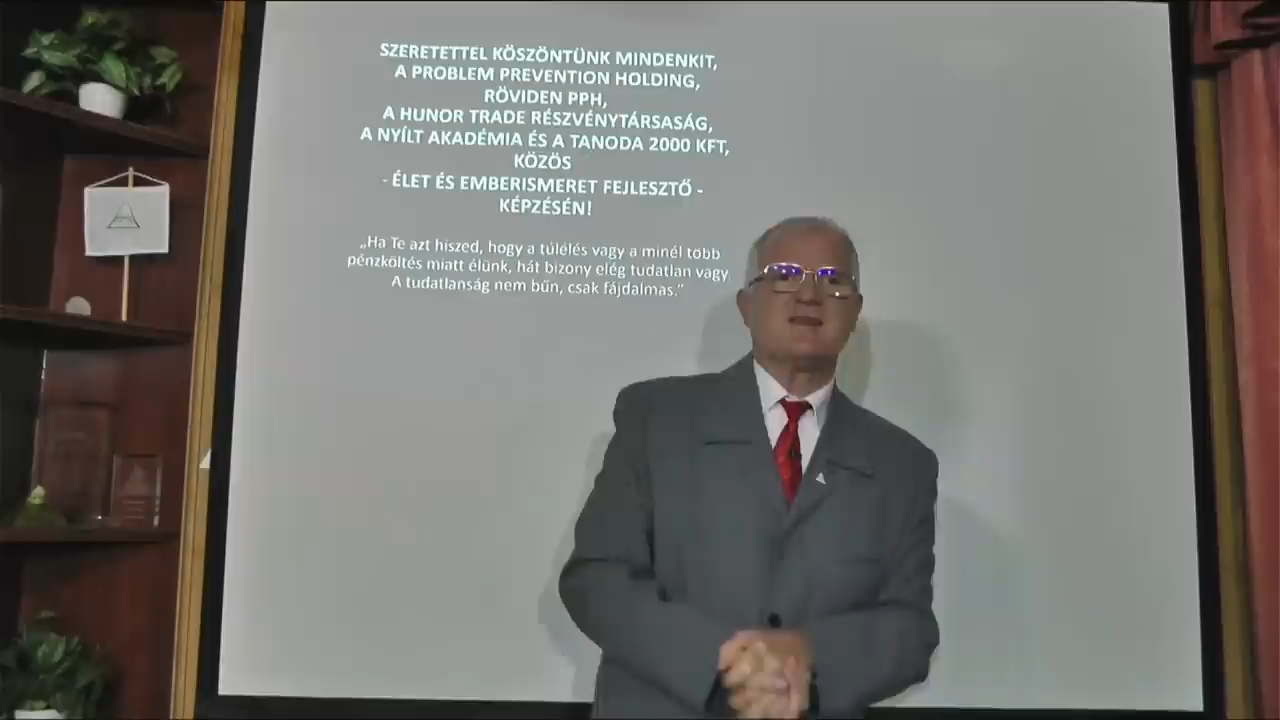 SZERETETTEL KÖSZÖNTÜNK MINDENKIT,
A PROBLEM PREVENTION HOLDING,
RÖVIDEN PPH,
A HUNOR TRADE RÉSZVÉNYTÁRSASÁG,
A NYÍLT AKADÉMIA ÉS A TANODA 2000 KFT,
KÖZÖS
- ÉLET ÉS EMBERISMERET FEJLESZTŐ -
KÉPZÉSÉN!
„Ha Te azt hiszed, hogy a túlélés vagy a minél több
pénzköltés miatt élünk, hát bizony elég tudatlan vagy.
A tudatlanság nem bűn, csak fájdalmas.”